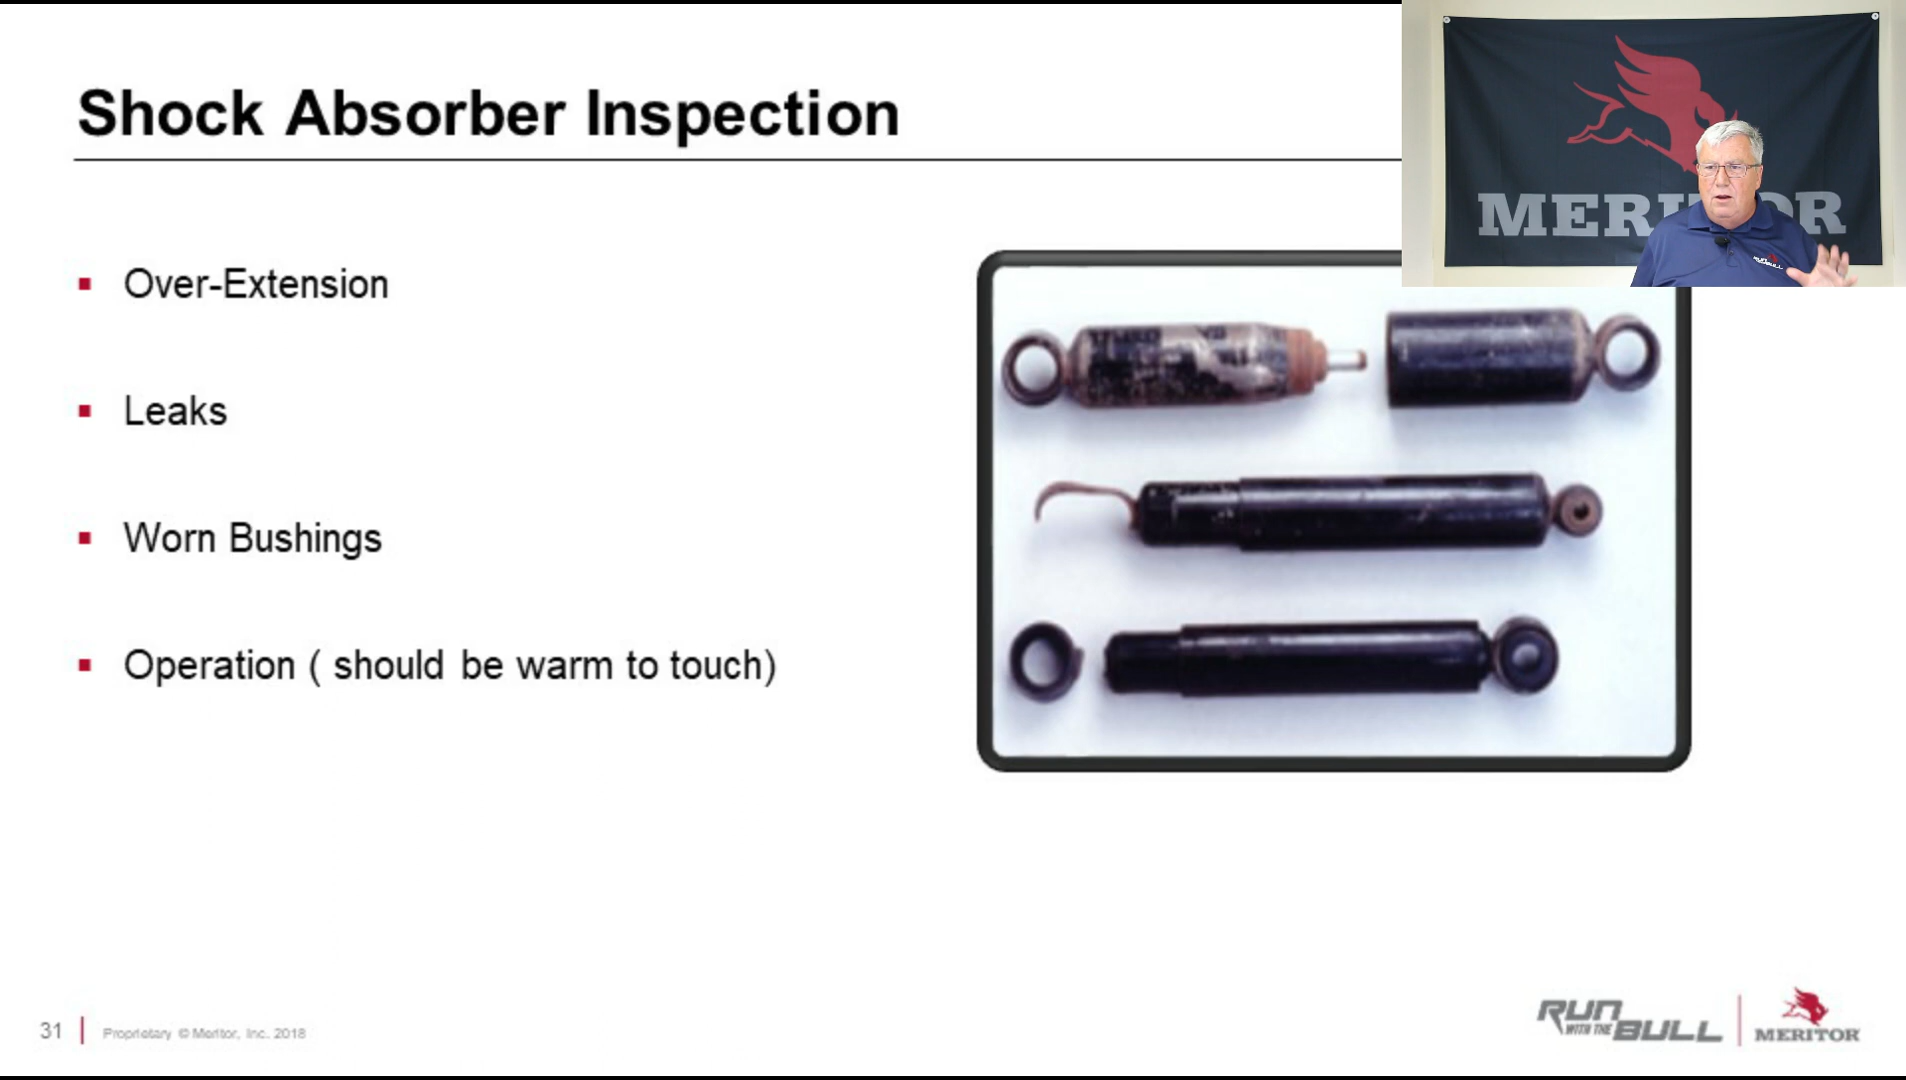 Shock Absorber Inspection
MERITOR
Over-Extension
Leaks
Worn Bushings
Operation ( should be warm to touch)
31
Proprietary © Meritor, Inc. 2018
RUN
WITH THE BULL
MERITOR